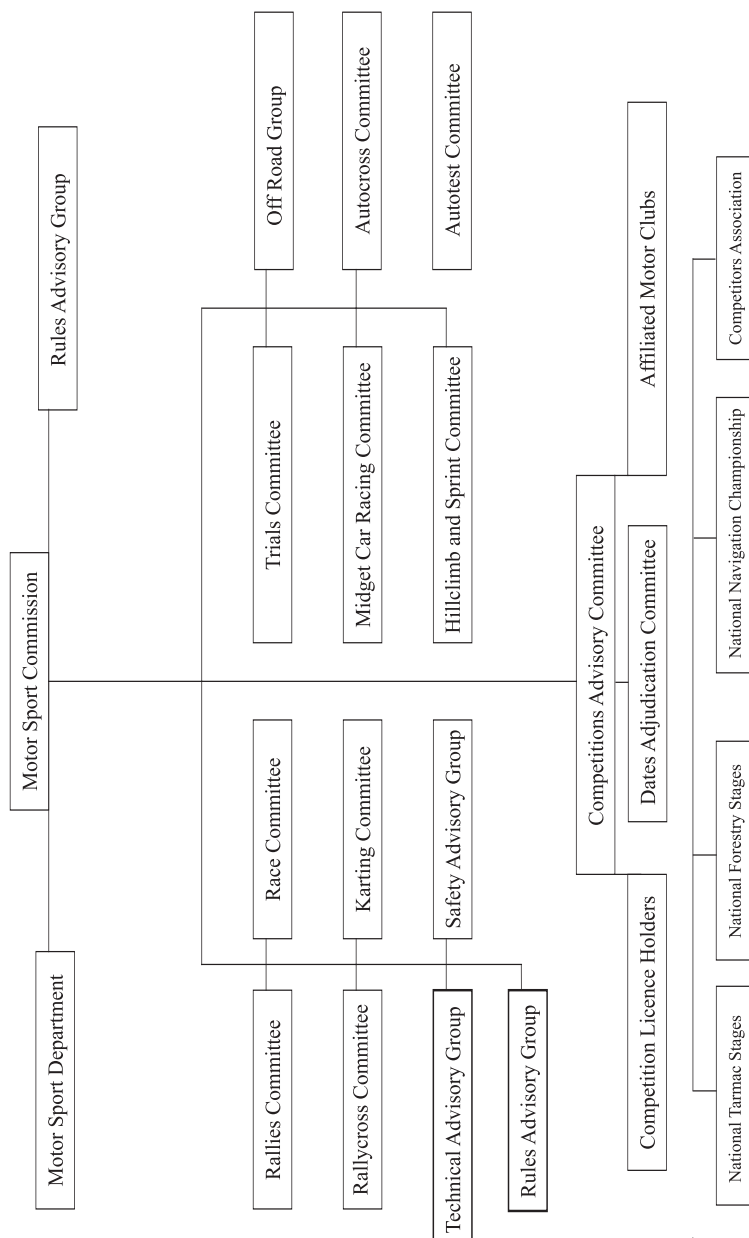 Motor Sport Commission
Motor Sport Department
Rules Advisory Group
Rallies Committee
Race Committee
Trials Committee
Off Road Group
Rallycross Committee
Karting Committee
Midget Car Racing Committee
Autocross Committee
Technical Advisory Group
Safety Advisory Group
Hillclimb and Sprint Committee
Autotest Committee
Rules Advisory Group
Competitions Advisory Committee
Competition Licence Holders
Dates Adjudication Committee
Affiliated Motor Clubs
National Tarmac Stages
National Forestry Stages
National Navigation Championship
Competitors Association